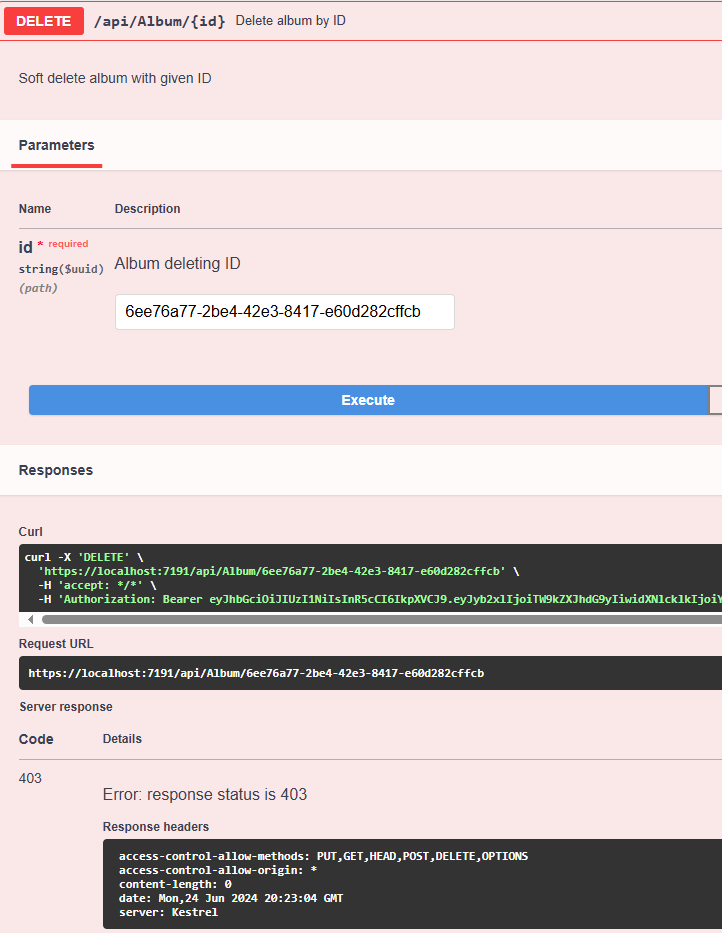 DELETE /api/Album/{id} Delete album by ID
Soft delete album with given ID
Parameters
Name Description
id * required
string($uuid) Album deleting ID
(path)
6ee76a77-2be4-42e3-8417-e60d282cffcb
Execute
Responses
Curl
curl -X 'DELETE' \
'https://localhost:7191/api/Album/6ee76a77-2be4-42e3-8417-e60d282cffcb' \
-H 'accept: */*' \
-H 'Authorization: Bearer eyJhbGciOiJIUzI1NiIsInR5cCI6IkpXVCJ9.eyJyb2xlIjoiTW9kZXJhdG9yIiwidXNlcklkIjoiY
Request URL
https://localhost:7191/api/Album/6ee76a77-2be4-42e3-8417-e60d282cffcb
Server response
Code Details
403
Error: response status is 403
Response headers
access-control-allow-methods: PUT,GET,HEAD,POST,DELETE,OPTIONS
access-control-allow-origin: *
content-length: 0
date: Mon,24 Jun 2024 20:23:04 GMT
server: Kestrel